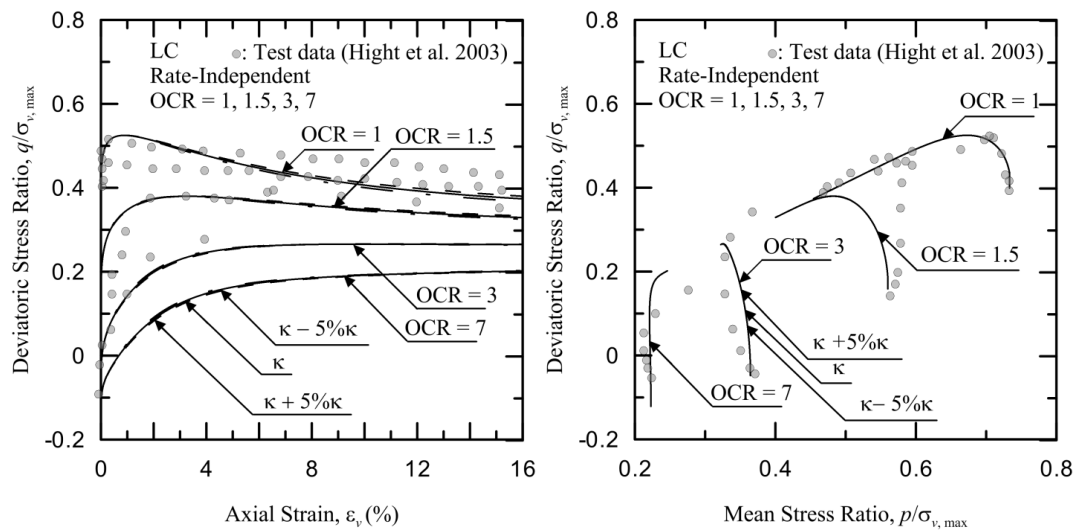 0.8
LC
: Test data (Hight et al. 2003)
Rate-Independent
OCR = 1, 1.5, 3, 7
0.6
OCR = 1
OCR = 1.5
0.4
0.2
OCR = 3
OCR = 7
κ − 5%κ
κ
κ + 5%κ
0
-0.2
0
4
8
12
16
Deviatoric Stress Ratio, q/σv, max
Axial Strain, εv (%)
0.8
LC
: Test data (Hight et al. 2003)
Rate-Independent
OCR = 1, 1.5, 3, 7
0.6
OCR = 1
0.4
OCR = 3
OCR = 1.5
0.2
κ +5%κ
κ
κ− 5%κ
OCR = 7
0
-0.2
0.2
0.4
0.6
0.8
Deviatoric Stress Ratio, q/σv, max
Mean Stress Ratio, p/σv, max